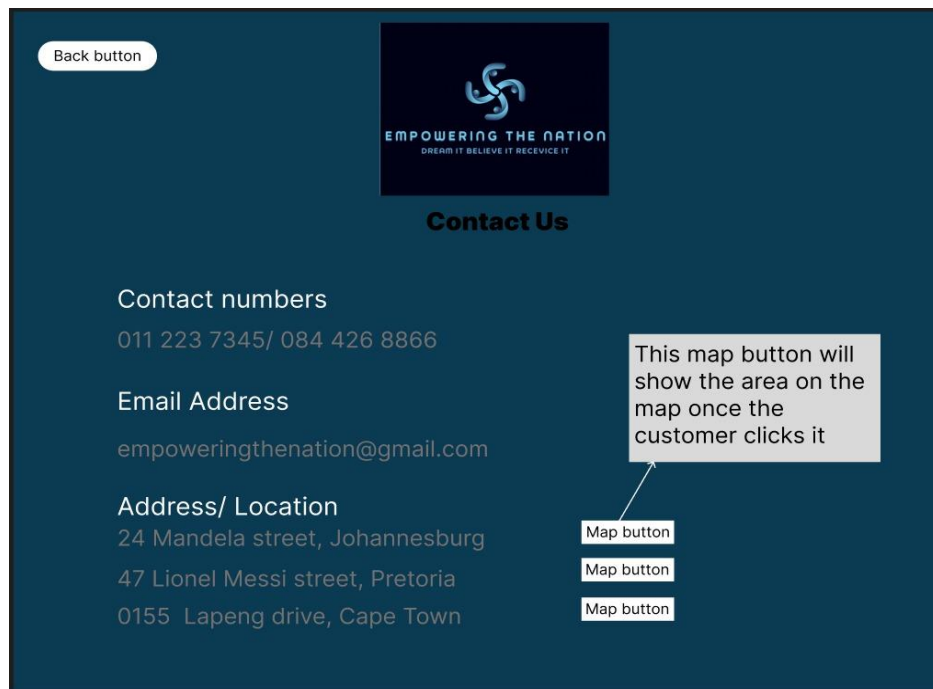 Back button
EMPOWERING THE NATION
DREAM IT BELIEVE IT RECEVICE IT
Contact Us
Contact numbers
011 223 7345/ 084 426 8866
This map button will
show the area on the
map once the
customer clicks it
Email Address
empoweringthenation@gmail.com
Address/ Location
24 Mandela street, Johannesburg
Map button
47 Lionel Messi street, Pretoria
Map button
0155 Lapeng drive, Cape Town
Map button